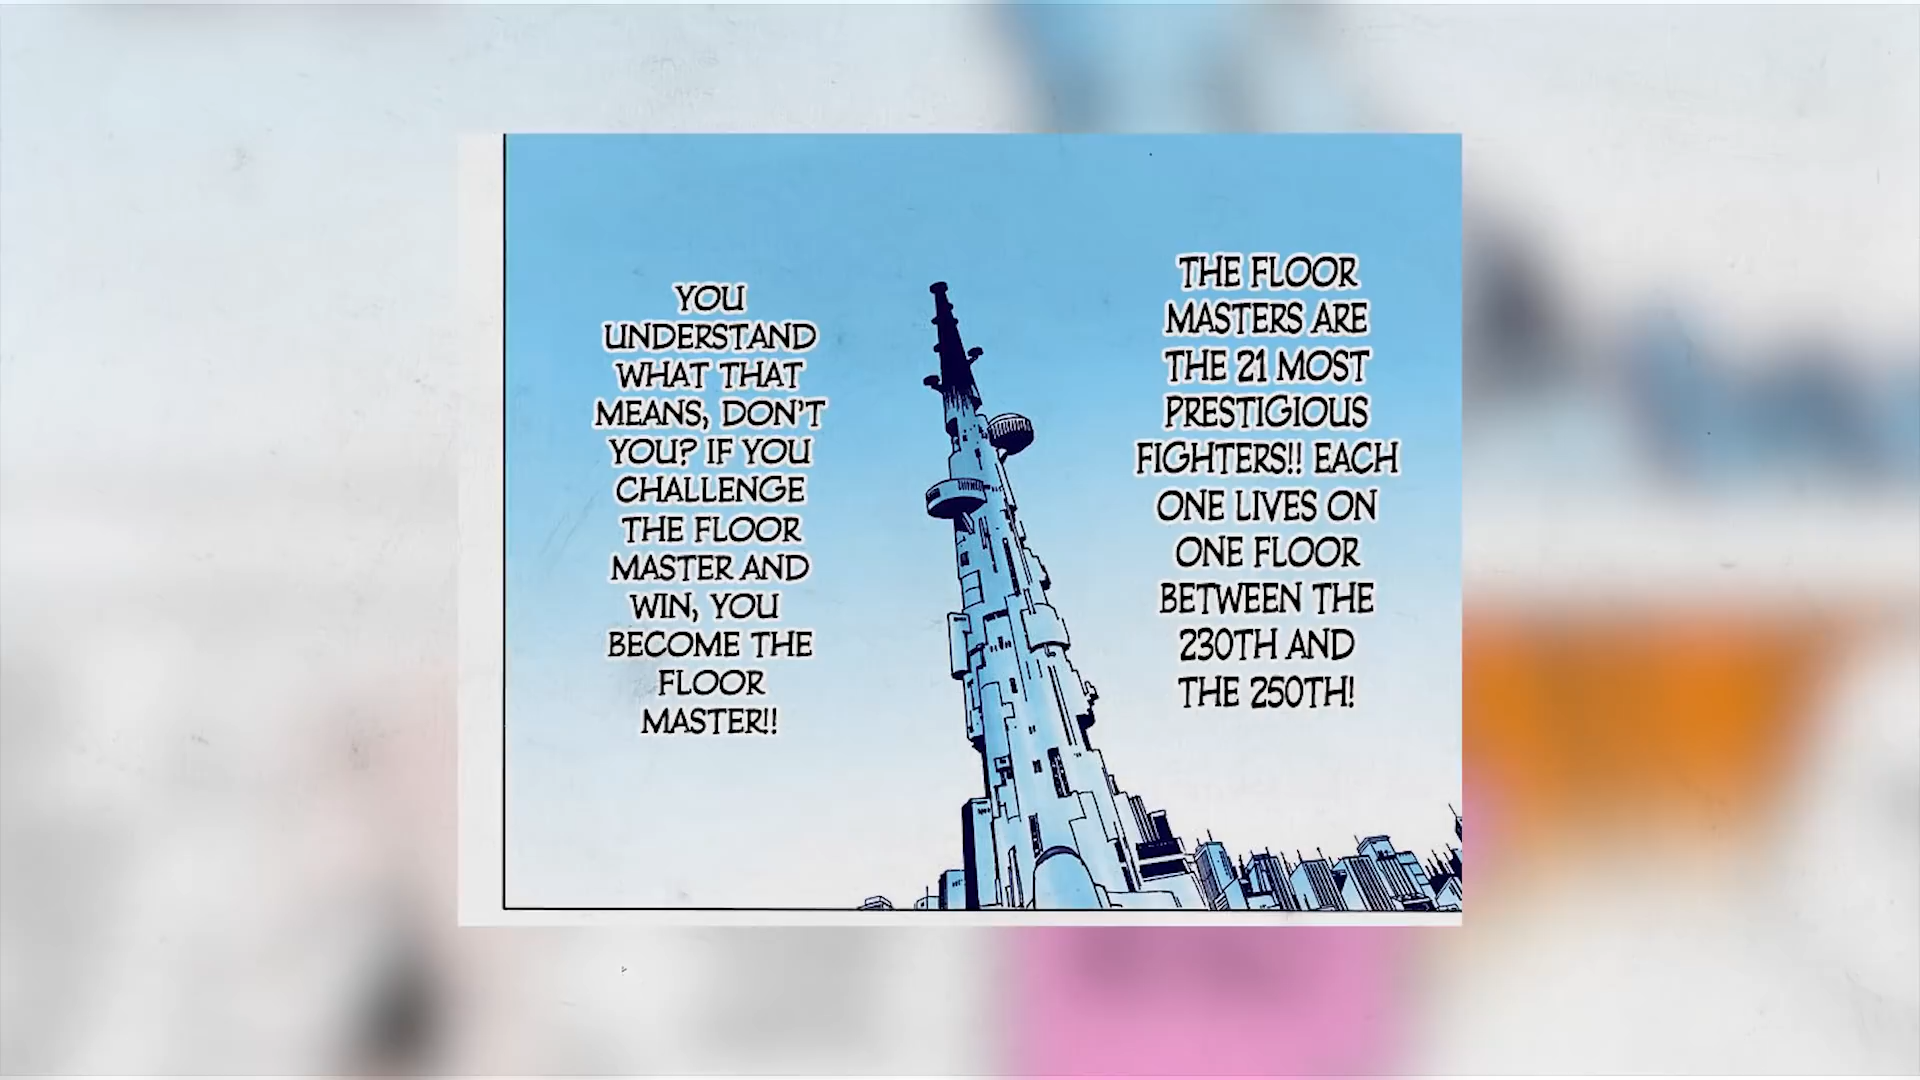 THE FLOOR
MASTERS ARE
THE 21 MOST
PRESTIGIOUS
FIGHTERS!! EACH
ONE LIVES ON
ONE FLOOR
BETWEEN THE
230TH AND
THE 250TH!
YOU
UNDERSTAND
WHAT THAT
MEANS, DON'T
YOU? IF YOU
CHALLENGE
THE FLOOR
MASTER AND
WIN, YOU
BECOME THE
FLOOR
MASTER!!